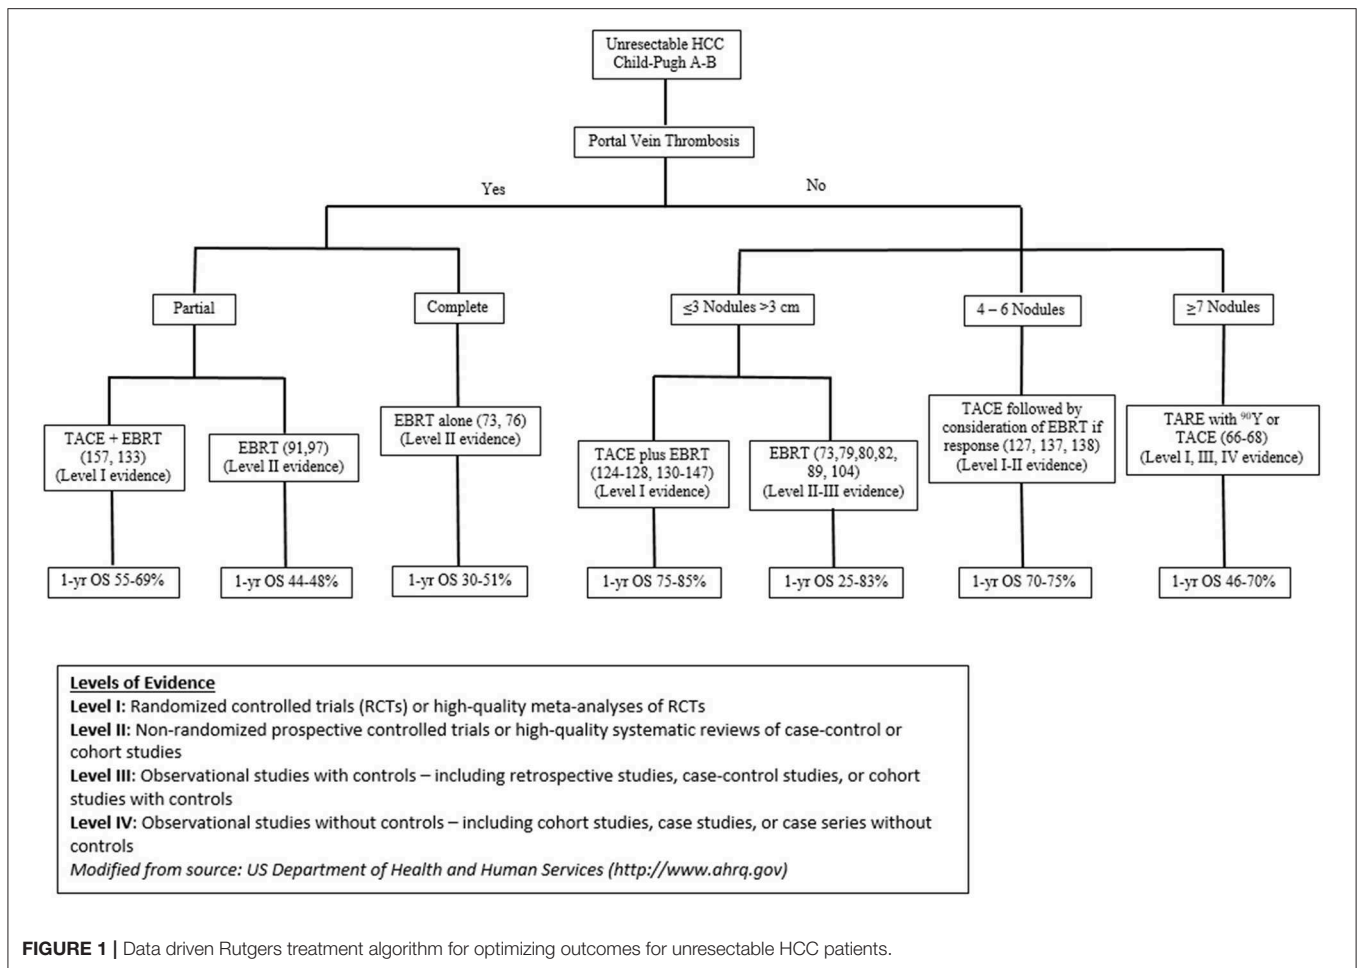 Unresectable HCC
Child-Pugh A-B
Portal Vein Thrombosis
Yes
No
Partial
Complete
≤3 Nodules >3 cm
4 – 6 Nodules
≥7 Nodules
TACE + EBRT
(157, 133)
(Level I evidence)
EBRT (91,97)
(Level II evidence)
EBRT alone (73, 76)
(Level II evidence)
TACE plus EBRT
(124-128, 130-147)
(Level I evidence)
EBRT (73,79,80,82,
89, 104)
(Level II-III evidence)
TACE followed by
consideration of EBRT if
response (127, 137, 138)
(Level I-II evidence)
TARE with ⁹⁰Y or
TACE (66-68)
(Level I, III, IV evidence)
1-yr OS 55-69%
1-yr OS 44-48%
1-yr OS 30-51%
1-yr OS 75-85%
1-yr OS 25-83%
1-yr OS 70-75%
1-yr OS 46-70%
Levels of Evidence
Level I: Randomized controlled trials (RCTs) or high-quality meta-analyses of RCTs
Level II: Non-randomized prospective controlled trials or high-quality systematic reviews of case-control or
cohort studies
Level III: Observational studies with controls – including retrospective studies, case-control studies, or cohort
studies with controls
Level IV: Observational studies without controls – including cohort studies, case studies, or case series without
controls
Modified from source: US Department of Health and Human Services (http://www.ahrq.gov)
FIGURE 1 | Data driven Rutgers treatment algorithm for optimizing outcomes for unresectable HCC patients.